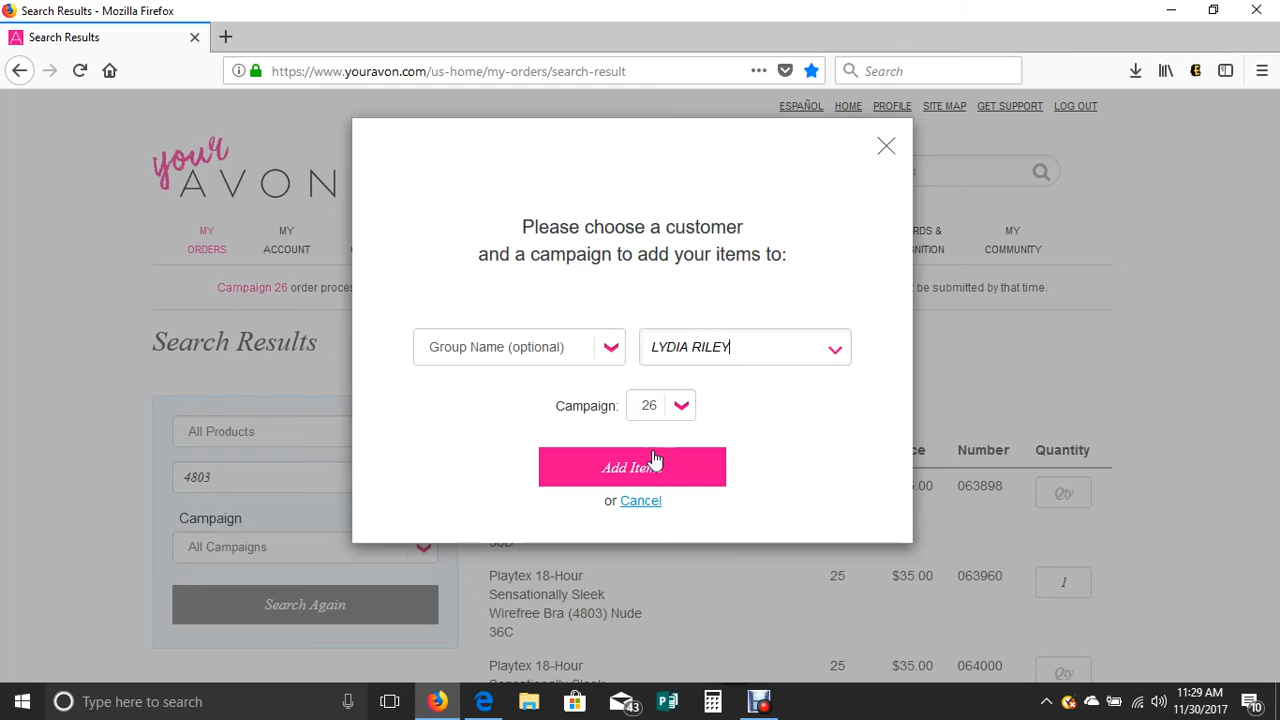 Search Results - Mozilla Firefox
Search Results
https://www.youravon.com/us-home/my-orders/search-result
Search
ESPAÑOL HOME PROFILE SITE MAP GET SUPPORT LOG OUT
your
AVON
MY
ORDERS
MY
ACCOUNT
MY
COMMUNITY
Campaign 26 order
be submitted by that time.
Search Results
All Products
4803
Campaign
All Campaigns
Search Again
Please choose a customer
and a campaign to add your items to:
Group Name (optional)
LYDIA RILEY
Campaign: 26
Add
or Cancel
Number Quantity
063898 Qty
Playtex 18-Hour 25 $35.00 063960 1
Sensationally Sleek
Wirefree Bra (4803) Nude
36C
Playtex 18-Hour 25 $35.00 064000 Qty
Type here to search
43
11:29 AM
11/30/2017
10